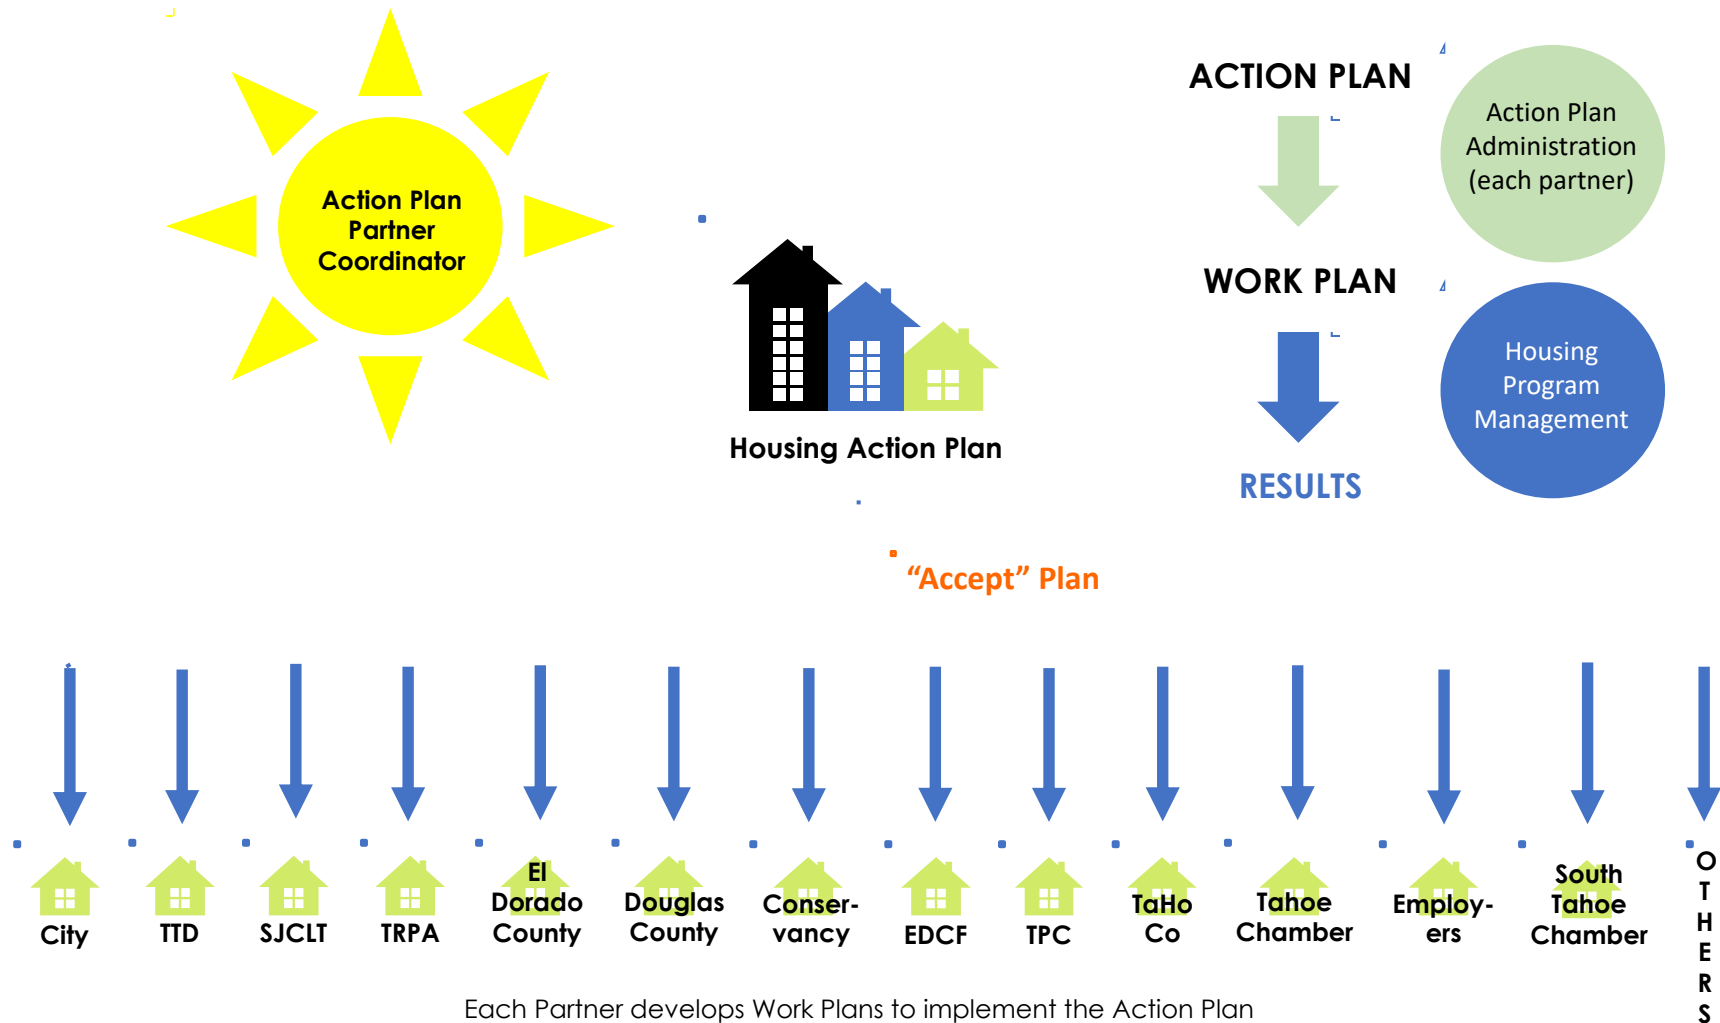 Action Plan
Partner
Coordinator
ACTION PLAN
Action Plan
Administration
(each partner)
WORK PLAN
Housing
Program
Management
RESULTS
Housing Action Plan
“Accept” Plan
City
TTD
SJCLT
TRPA
El
Dorado
County
Douglas
County
Conser-
vancy
EDCF
TPC
TaHo
Co
Tahoe
Chamber
Employ-
ers
South
Tahoe
Chamber
O
T
H
E
R
S
Each Partner develops Work Plans to implement the Action Plan